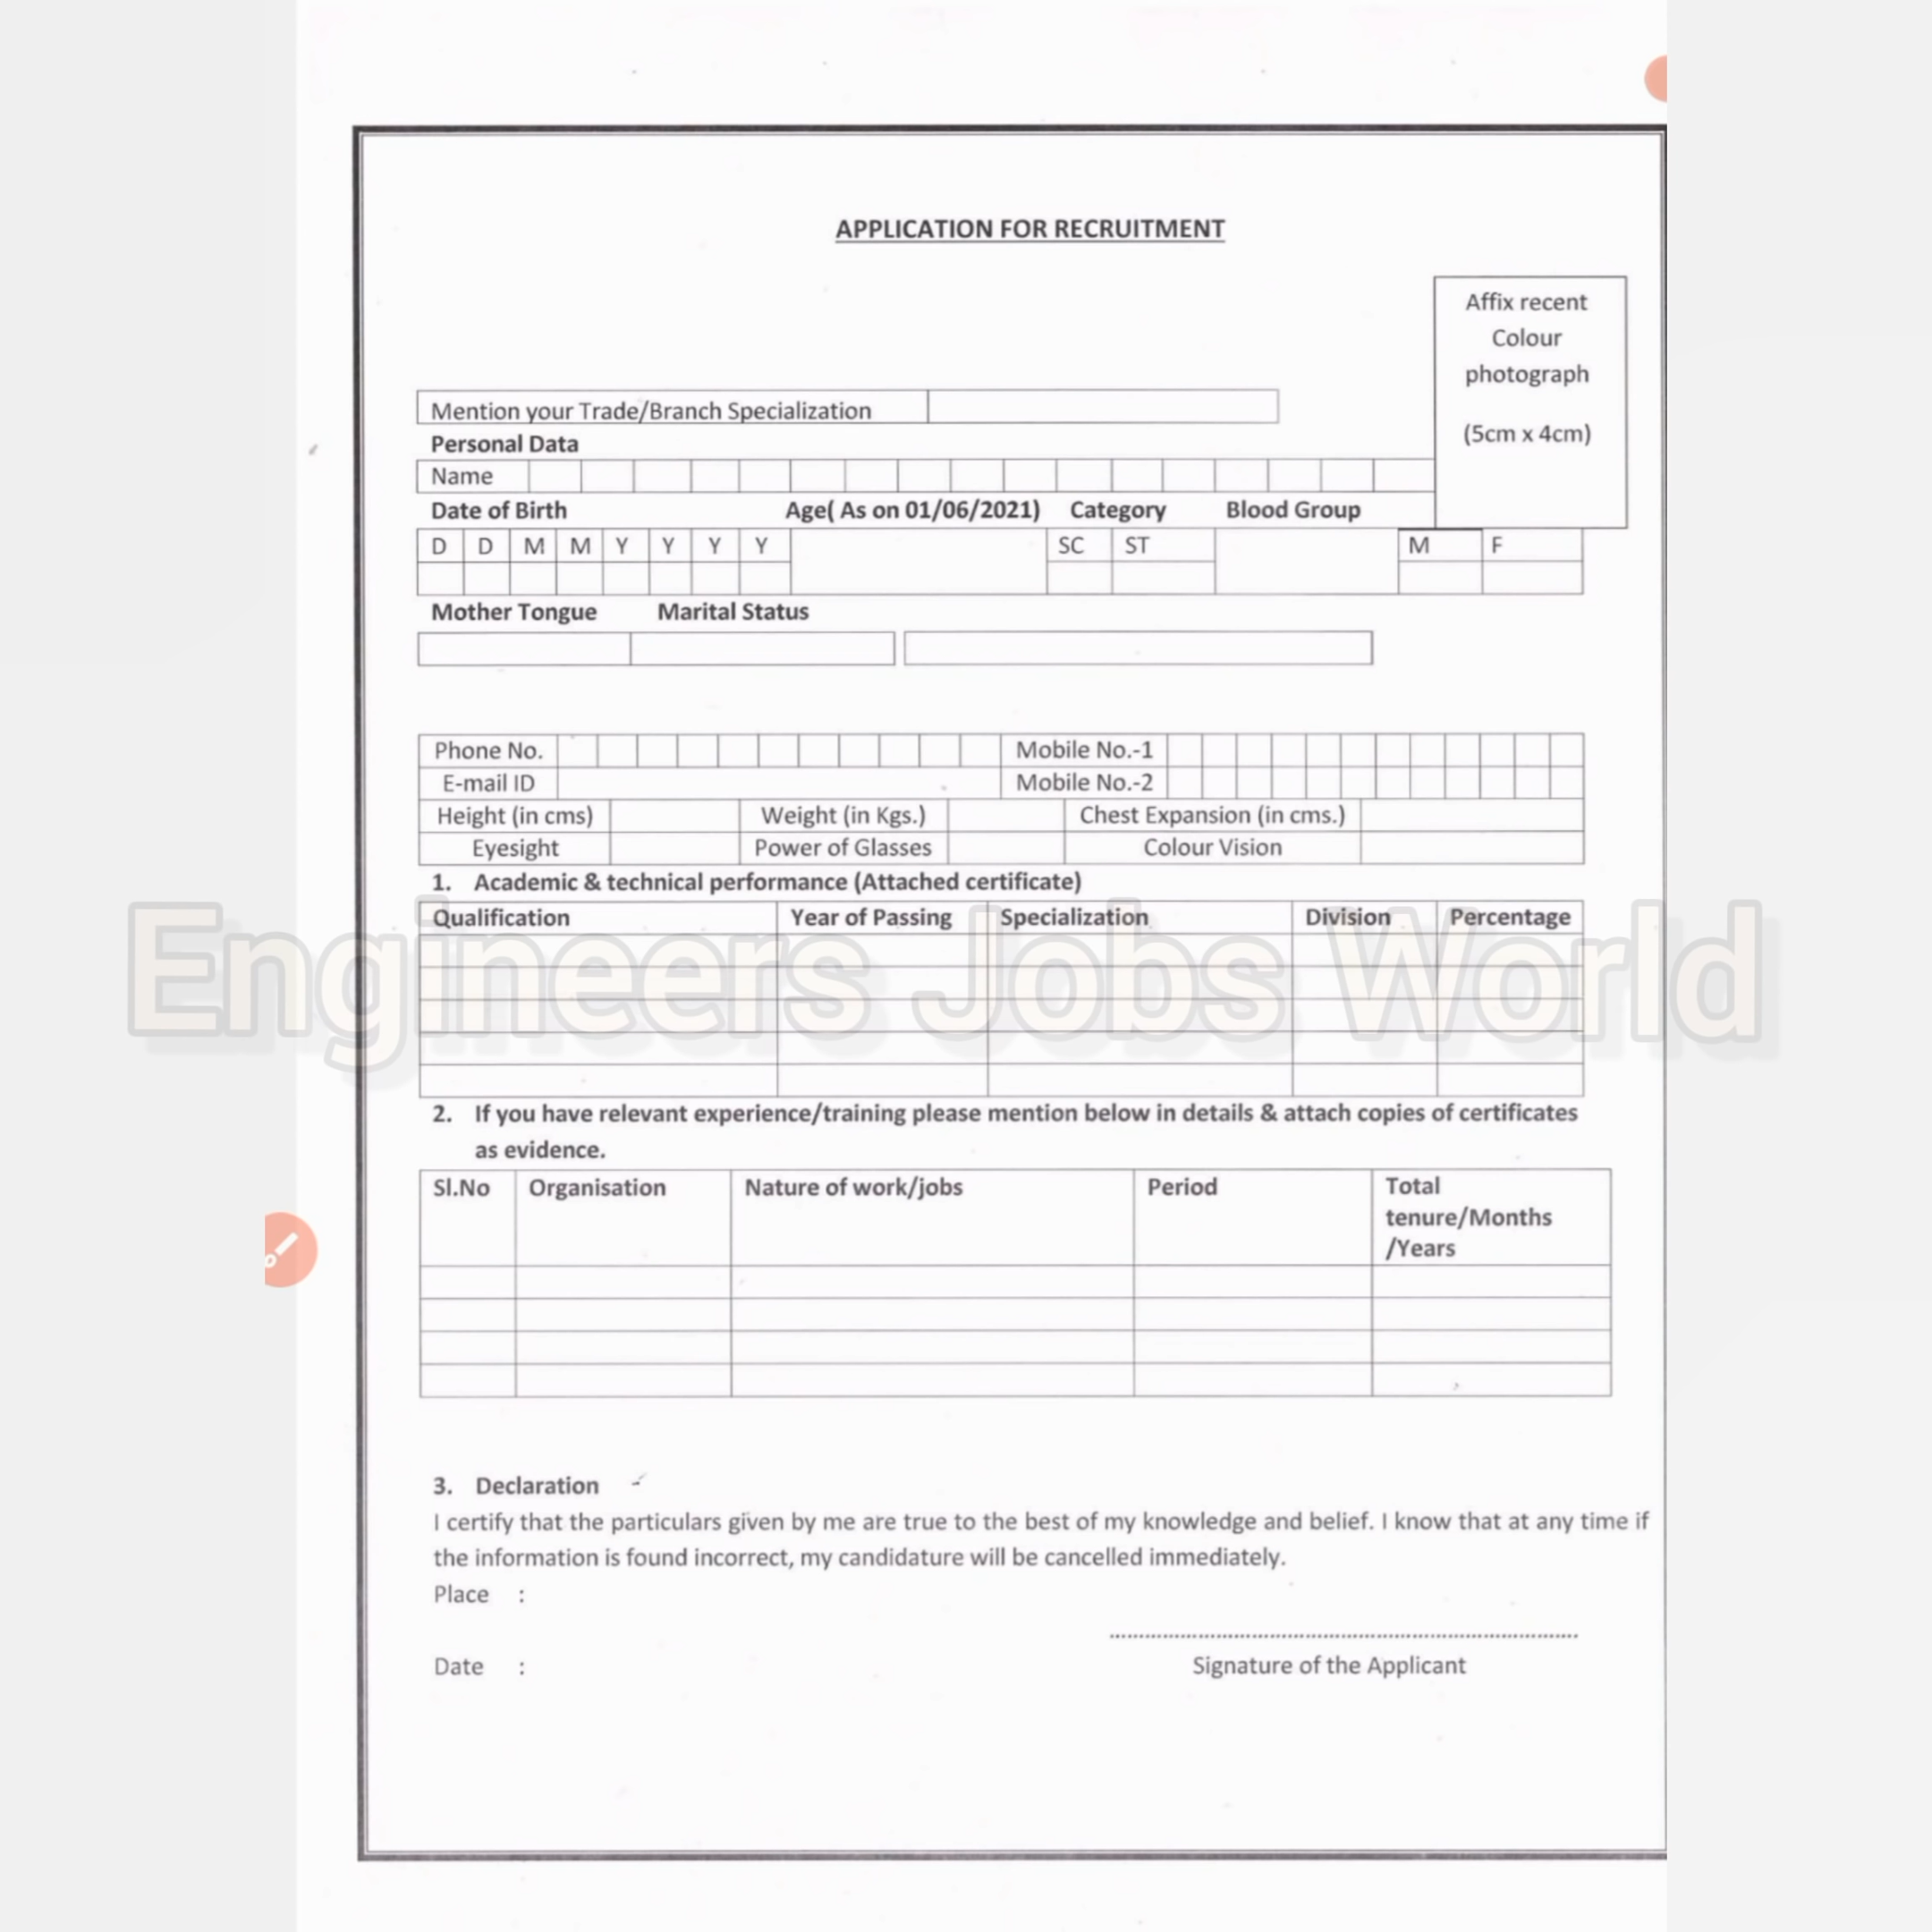 APPLICATION FOR RECRUITMENT
Affix recent
Colour
photograph
(5cm x 4cm)
Mention your Trade/Branch Specialization
Personal Data
Name
Date of Birth Age( As on 01/06/2021) Category Blood Group
D D M M Y Y Y Y SC ST M F
Mother Tongue Marital Status
Phone No. Mobile No.-1
E-mail ID Mobile No.-2
Height (in cms) Weight (in Kgs.) Chest Expansion (in cms.)
Eyesight Power of Glasses Colour Vision
1. Academic & technical performance (Attached certificate)
Qualification Year of Passing Specialization Division Percentage
Engineers Jobs World
2. If you have relevant experience/training please mention below in details & attach copies of certificates
as evidence.
Sl.No Organisation Nature of work/jobs Period Total
tenure/Months
/Years
3. Declaration
I certify that the particulars given by me are true to the best of my knowledge and belief. I know that at any time if
the information is found incorrect, my candidature will be cancelled immediately.
Place :
Date :
Signature of the Applicant